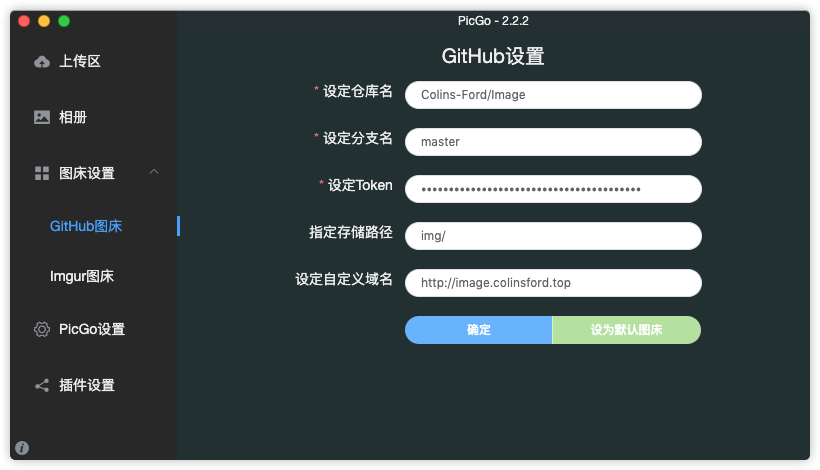 PicGo - 2.2.2
上传区
相册
图床设置
GitHub图床
Imgur图床
PicGo设置
插件设置
GitHub设置
* 设定仓库名 Colins-Ford/Image
* 设定分支名 master
* 设定Token ••••••••••••••••••••••••••••••••••••••••
指定存储路径 img/
设定自定义域名 http://image.colinsford.top
确定 设为默认图床